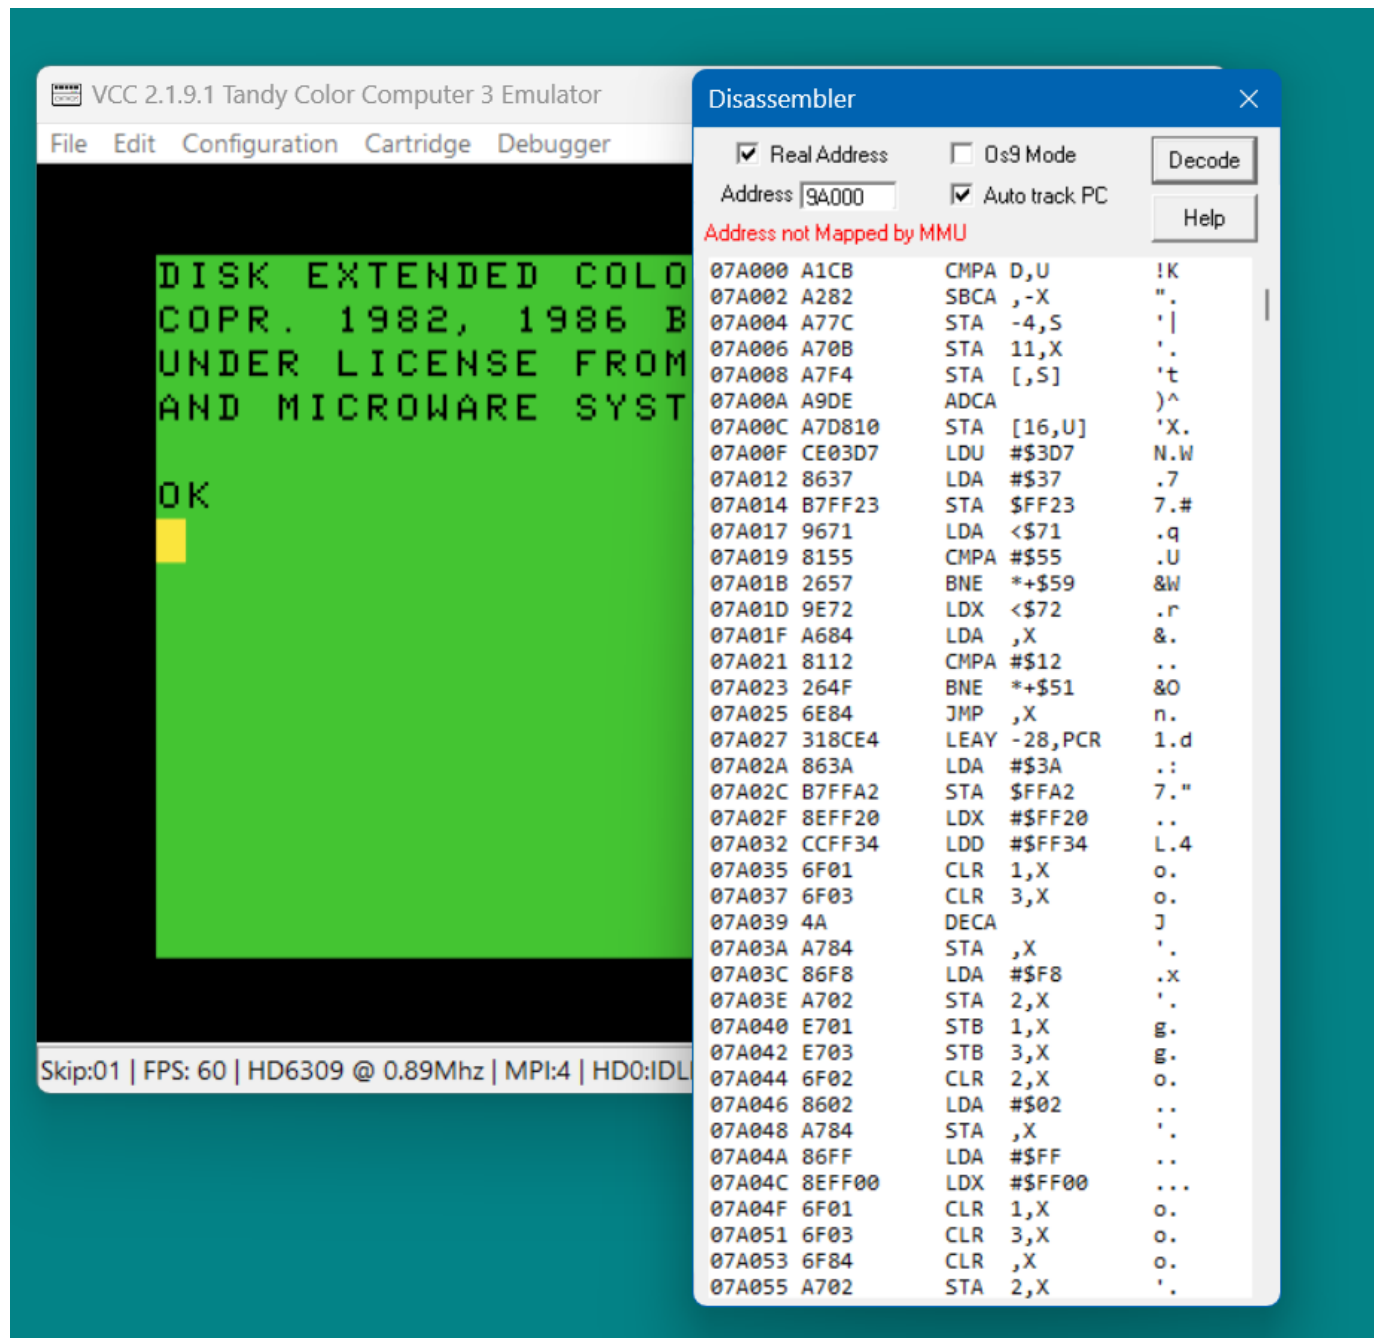 VCC 2.1.9.1 Tandy Color Computer 3 Emulator
File Edit Configuration Cartridge Debugger
DISK EXTENDED COLO
COPR. 1982, 1986 B
UNDER LICENSE FROM
AND MICROWARE SYST
OK
Skip:01 | FPS: 60 | HD6309 @ 0.89Mhz | MPI:4 | HD0:IDL
Disassembler
Real Address Os9 Mode Decode
Address 9A000 Auto track PC Help
Address not Mapped by MMU
07A000 A1CB CMPA D,U !K
07A002 A282 SBCA ,-X ".
07A004 A77C STA -4,S '|
07A006 A70B STA 11,X '.
07A008 A7F4 STA [,S] 't
07A00A A9DE ADCA )^
07A00C A7D810 STA [16,U] 'X.
07A00F CE03D7 LDU #$3D7 N.W
07A012 8637 LDA #$37 .7
07A014 B7FF23 STA $FF23 7.#
07A017 9671 LDA <$71 .q
07A019 8155 CMPA #$55 .U
07A01B 2657 BNE *+$59 &W
07A01D 9E72 LDX <$72 .r
07A01F A684 LDA ,X &.
07A021 8112 CMPA #$12 ..
07A023 264F BNE *+$51 &O
07A025 6E84 JMP ,X n.
07A027 318CE4 LEAY -28,PCR 1.d
07A02A 863A LDA #$3A .:
07A02C B7FFA2 STA $FFA2 7."
07A02F 8EFF20 LDX #$FF20 ..
07A032 CCFF34 LDD #$FF34 L.4
07A035 6F01 CLR 1,X o.
07A037 6F03 CLR 3,X o.
07A039 4A DECA J
07A03A A784 STA ,X '.
07A03C 86F8 LDA #$F8 .x
07A03E A702 STA 2,X '.
07A040 E701 STB 1,X g.
07A042 E703 STB 3,X g.
07A044 6F02 CLR 2,X o.
07A046 8602 LDA #$02 ..
07A048 A784 STA ,X '.
07A04A 86FF LDA #$FF ..
07A04C 8EFF00 LDX #$FF00 ...
07A04F 6F01 CLR 1,X o.
07A051 6F03 CLR 3,X o.
07A053 6F84 CLR ,X o.
07A055 A702 STA 2,X '.